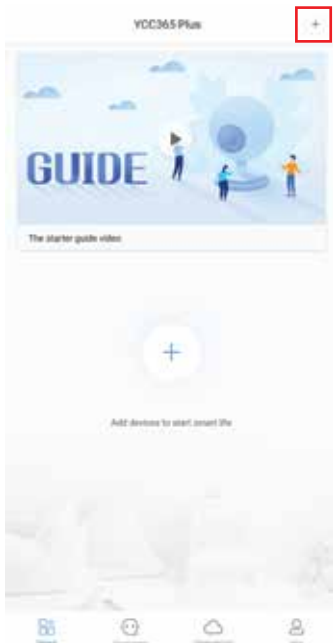 YCC365 Plus
+
GUIDE
The starter guide video
+
Add devices to start smart life